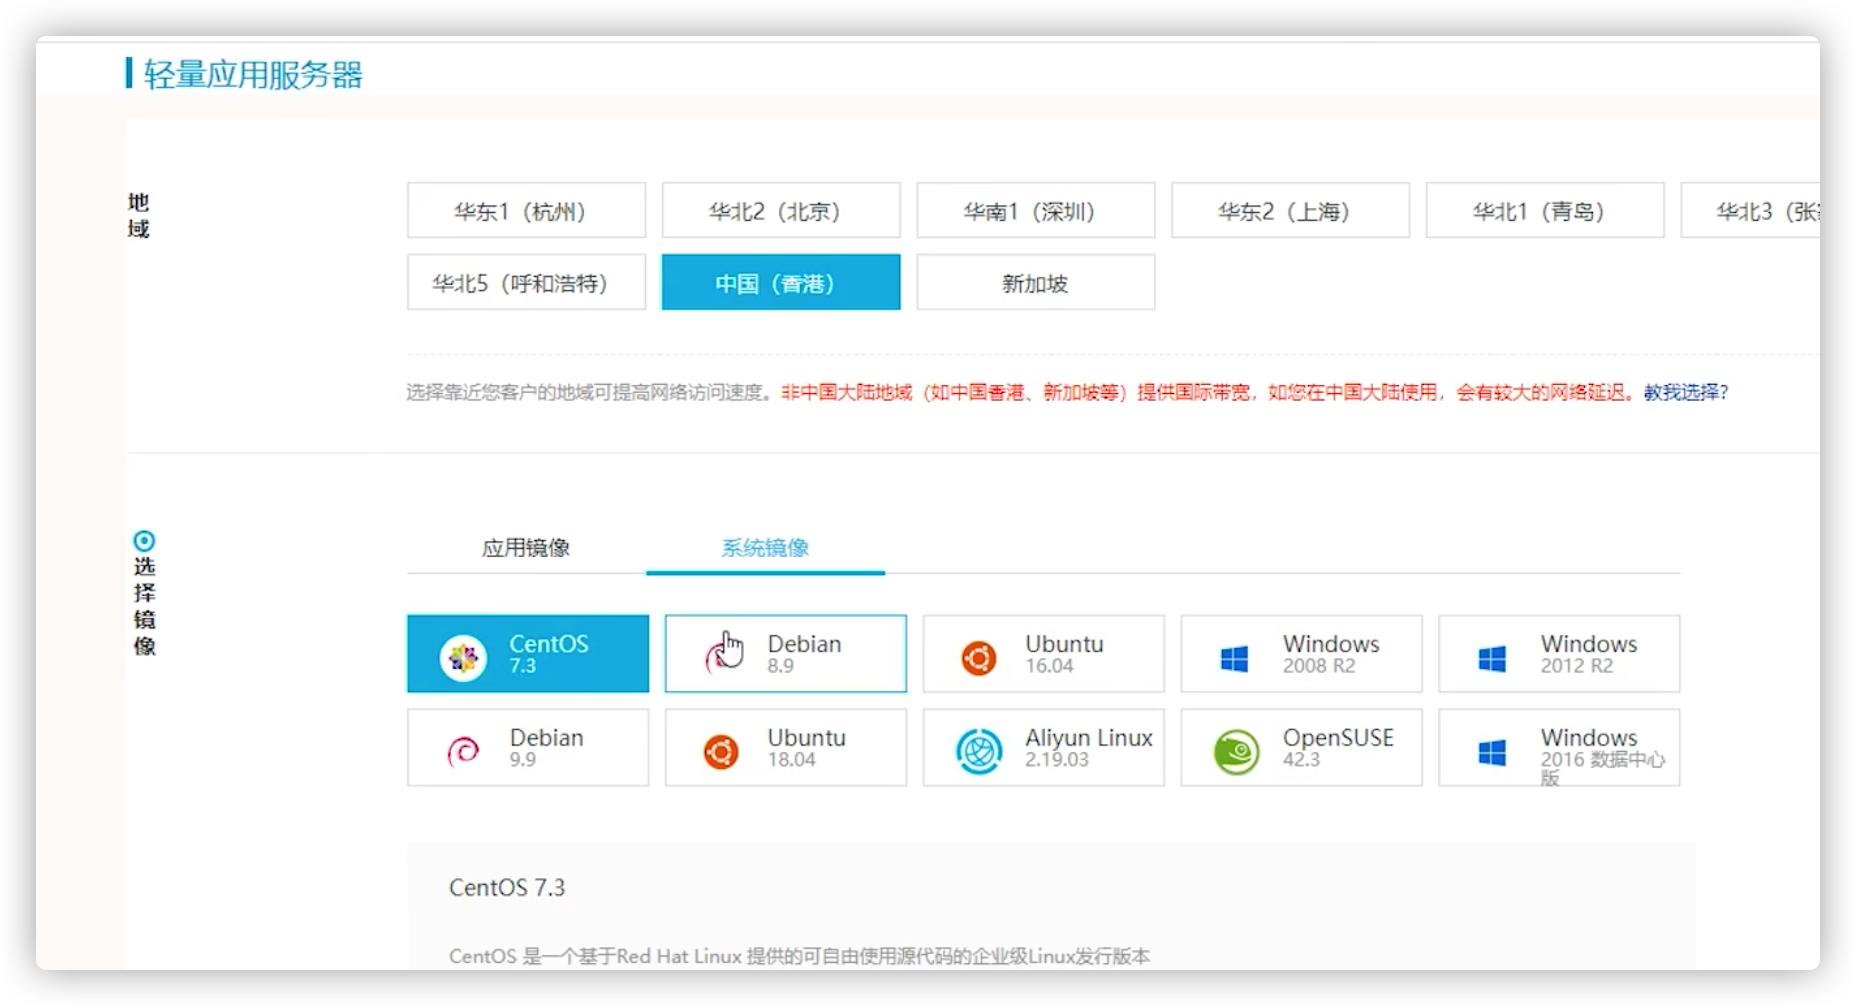 轻量应用服务器
地域
华东1（杭州）
华北2（北京）
华南1（深圳）
华东2（上海）
华北1（青岛）
华北3（张
华北5（呼和浩特）
中国（香港）
新加坡
选择靠近您客户的地域可提高网络访问速度。非中国大陆地域（如中国香港、新加坡等）提供国际带宽，如您在中国大陆使用，会有较大的网络延迟。教我选择?
选择镜像
应用镜像
系统镜像
CentOS
7.3
Debian
8.9
Ubuntu
16.04
Windows
2008 R2
Windows
2012 R2
Debian
9.9
Ubuntu
18.04
Aliyun Linux
2.19.03
OpenSUSE
42.3
Windows
2016 数据中心
版
CentOS 7.3
CentOS 是一个基于Red Hat Linux 提供的可自由使用源代码的企业级Linux发行版本